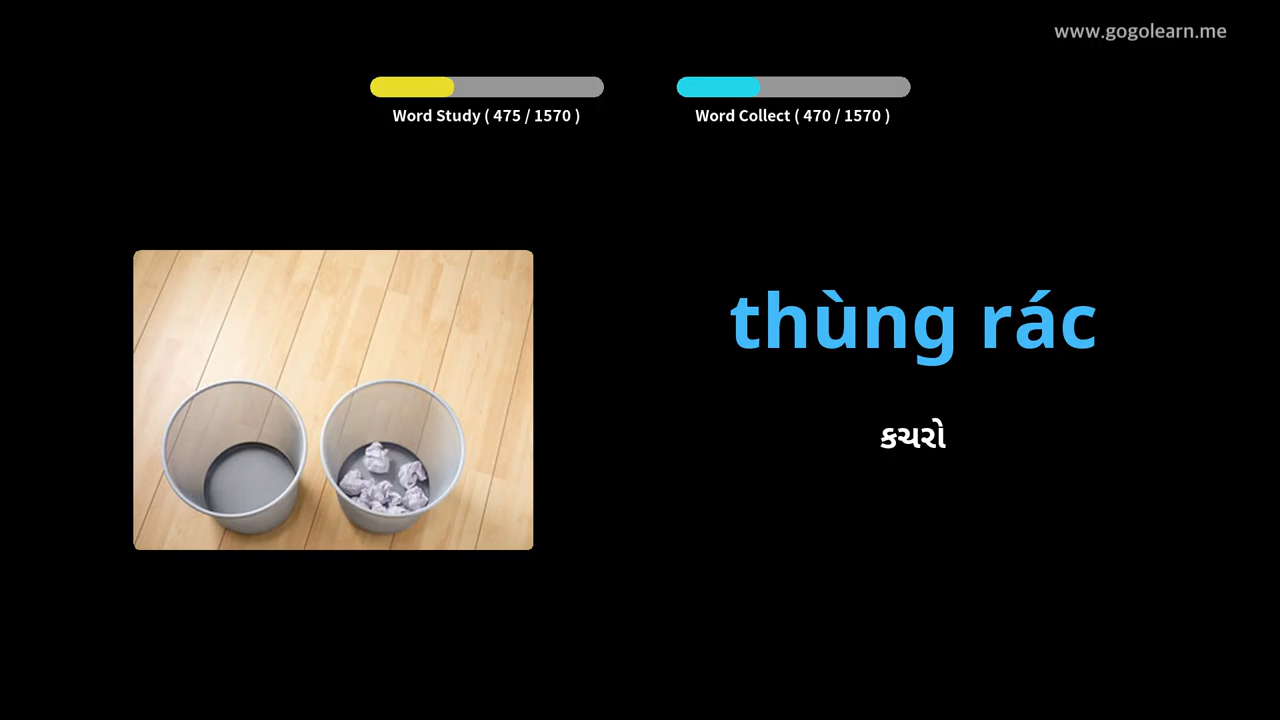 www.gogolearn.me
Word Study ( 475 / 1570 )
Word Collect ( 470 / 1570 )
thùng rác
કચરો